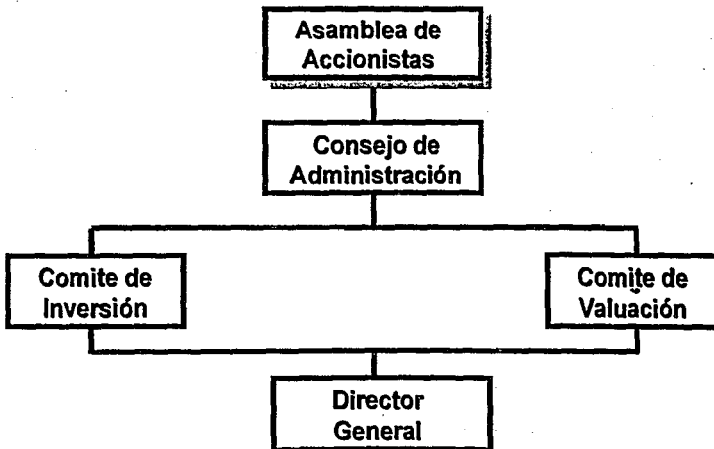 Asamblea de
Accionistas
Consejo de
Administración
Comite de
Inversión
Comite de
Valuación
Director
General